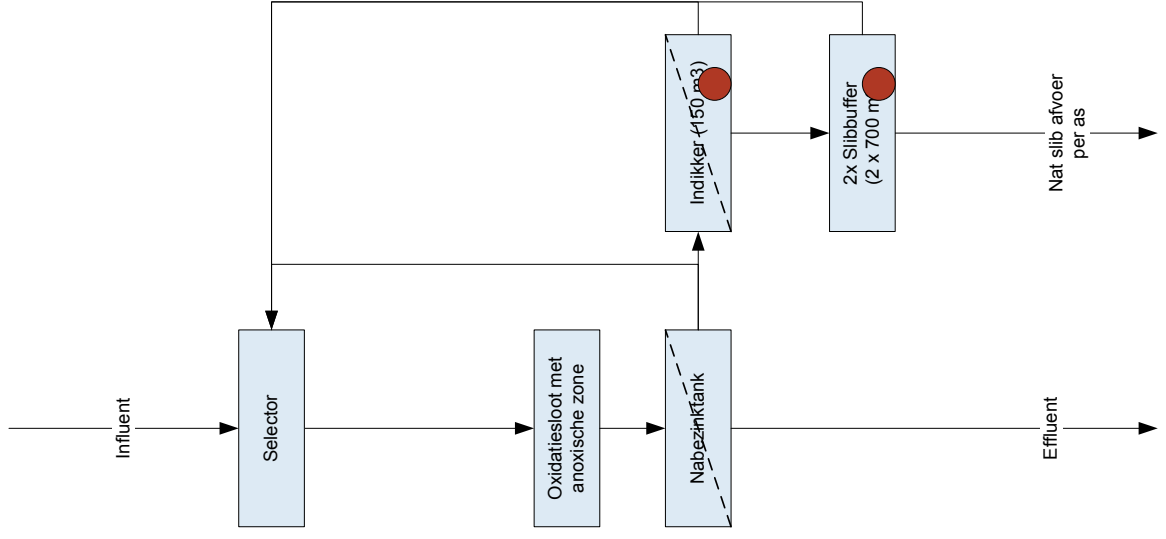 Influent
Selector
Oxidatiesloot met
anoxische zone
Nabezinktank
Effluent
Indikker (150 m3)
2x Slibbuffer
(2 x 700 m
Nat slib afvoer
per as